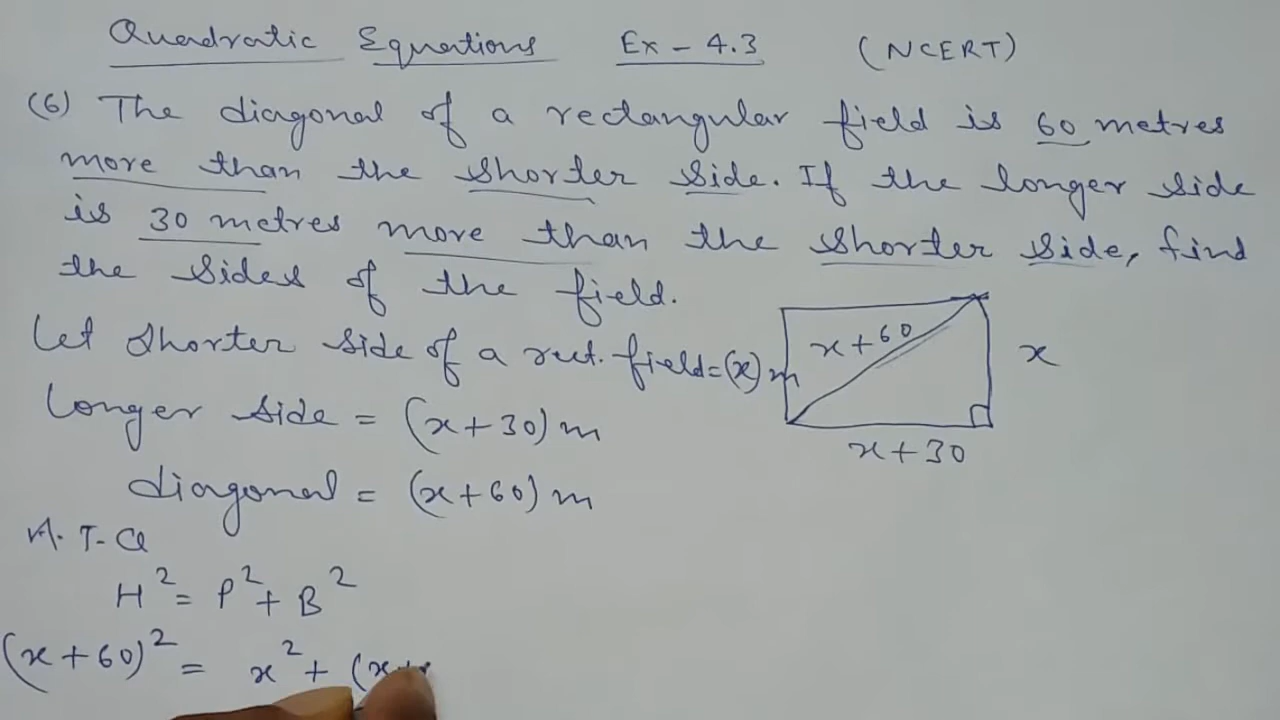 Quadratic Equations Ex - 4.3 (NCERT)
(6) The diagonal of a rectangular field is 60 metres
more than the shorter side. If the longer side
is 30 metres more than the shorter side, find
the sides of the field.
Let shorter side of a rect. field = (x) m
Longer side = (x+30) m
diagonal = (x+60) m
x+60
x
x+30
A. T. Q
H² = P² + B²
(x+60)² = x² + (x+